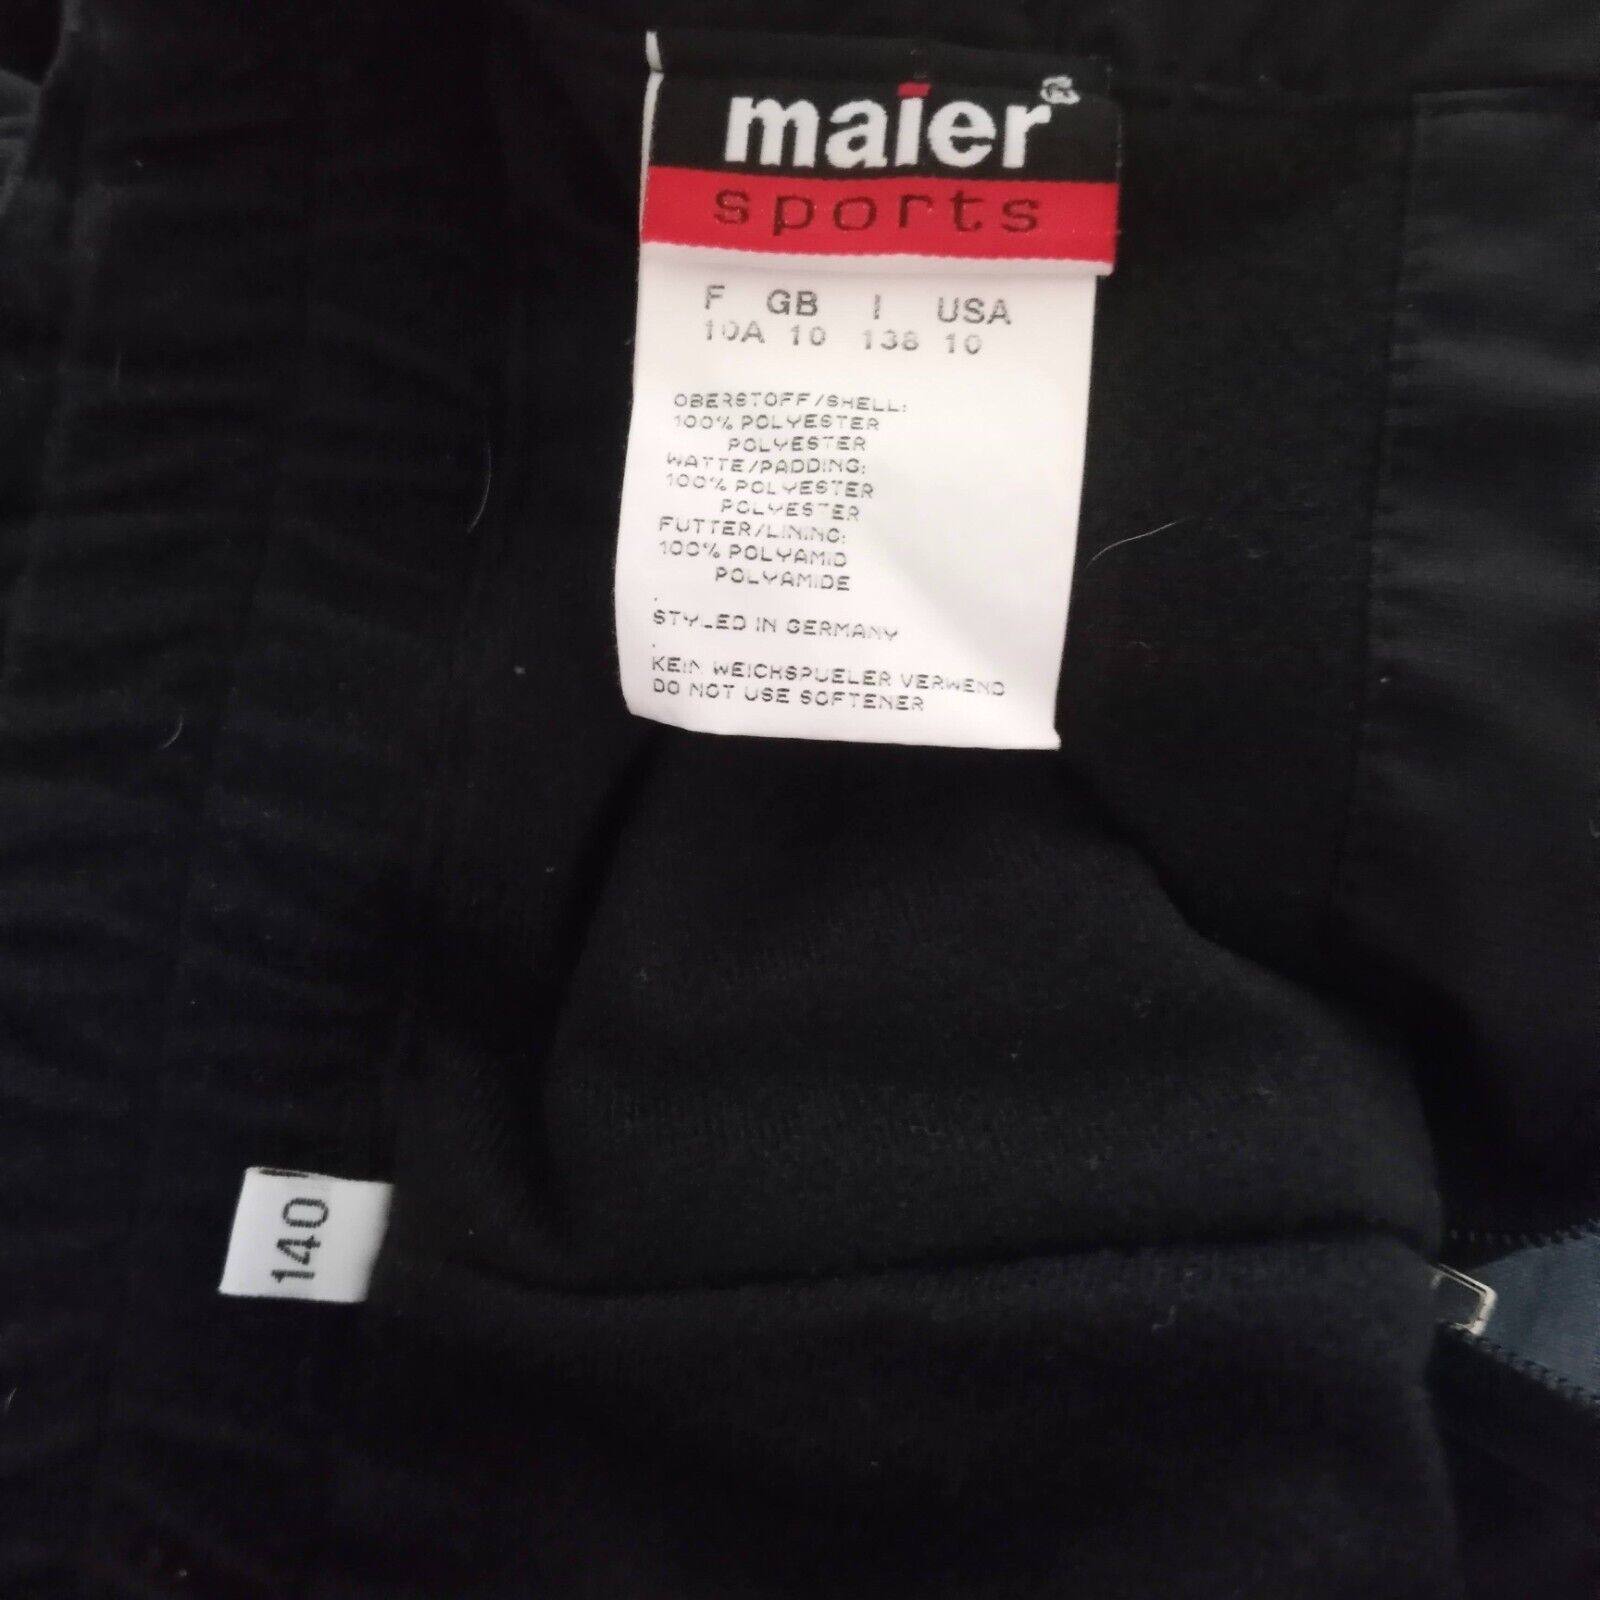 maier®
sports
F GB I USA
10A 10 138 10
OBERSTOFF/SHELL:
100% POLYESTER
POLYESTER
WATTE/PADDING:
100% POLYESTER
POLYESTER
FUTTER/LINING:
100% POLYAMID
POLYAMIDE
.
STYLED IN GERMANY
.
KEIN WEICHSPUELER VERWEND
DO NOT USE SOFTENER
140